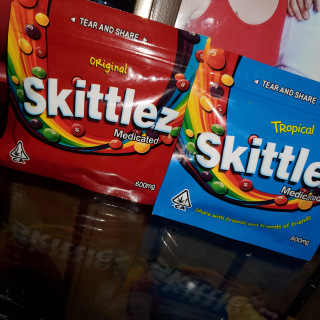 TEAR AND SHARE
Original
Skittlez
Medicated
600mg
TEAR AND SHARE
Tropical
Skittle
Medicated
Share with friends and friends of friends
600mg